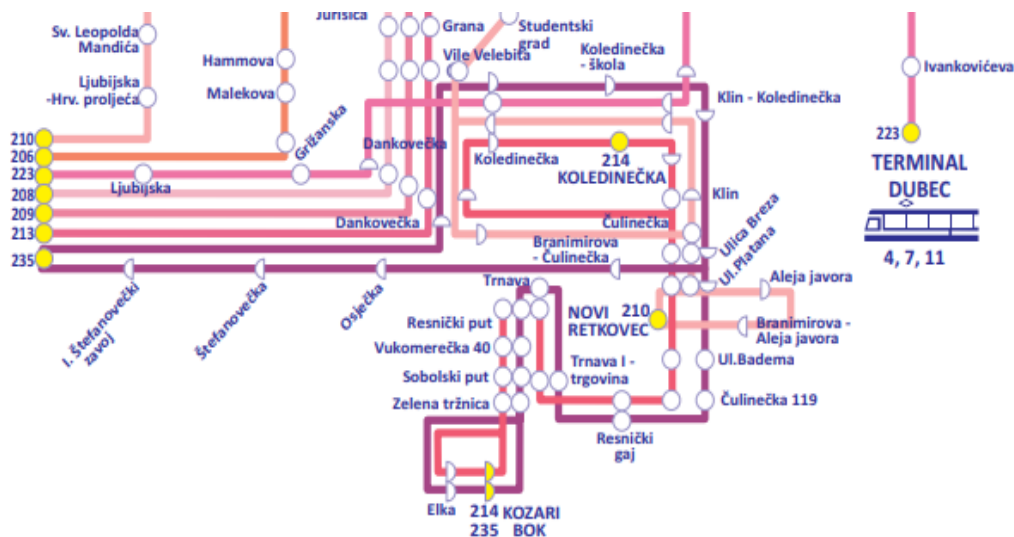 Jurišića
Sv. Leopolda
Mandića
Grana
Studentski
grad
Hammova
Vile Velebita
Koledinečka
- škola
Ivankovićeva
Ljubijska
-Hrv. proljeća
Malekova
Klin - Koledinečka
210
206
223
208
209
213
235
Ljubijska
Grižanska
Dankovečka
Dankovečka
Koledinečka
214
KOLEDINEČKA
Klin
Čulinečka
Branimirova -
Čulinečka
Ulica Breza
Ul.Platana
223
TERMINAL
DUBEC
4, 7, 11
I. Štefanovečki
zavoj
Štefanovečka
Osječka
Trnava
Resnički put
Vukomerečka 40
Sobolski put
Zelena tržnica
NOVI 210
RETKOVEC
Aleja javora
Branimirova -
Aleja javora
Trnava I -
trgovina
Ul.Badema
Čulinečka 119
Resnički
gaj
Elka
214 KOZARI
235 BOK